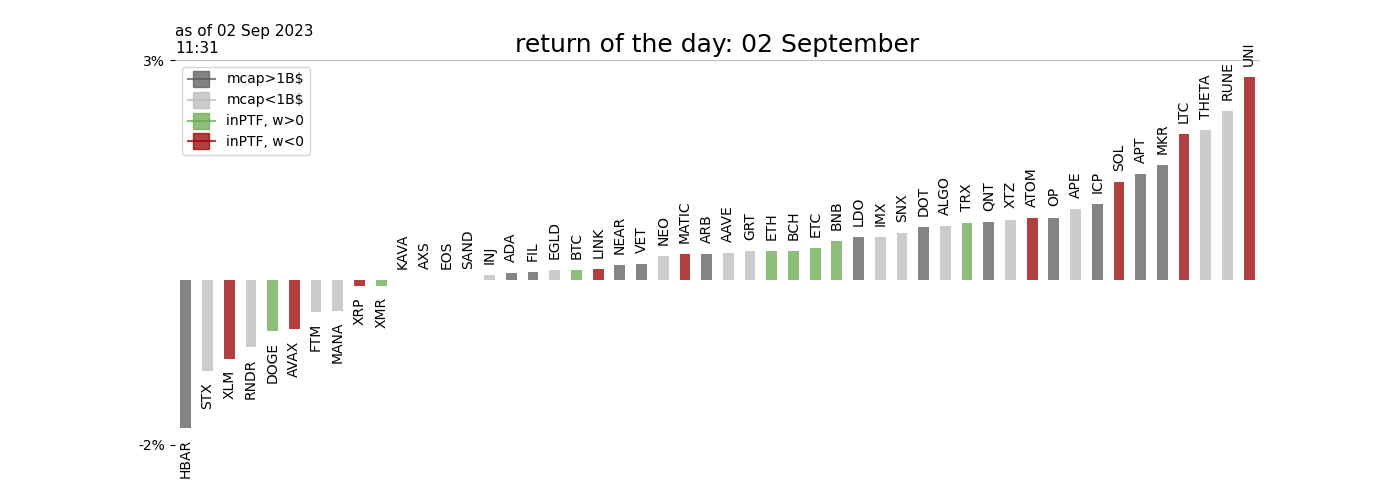 as of 02 Sep 2023
11:31
return of the day: 02 September
3%
mcap>1B$
mcap<1B$
inPTF, w>0
inPTF, w<0
-2%
HBAR
STX
XLM
RNDR
DOGE
AVAX
FTM
MANA
XRP
XMR
KAVA
AXS
EOS
SAND
INJ
ADA
FIL
EGLD
BTC
LINK
NEAR
VET
NEO
MATIC
ARB
AAVE
GRT
ETH
BCH
ETC
BNB
LDO
IMX
SNX
DOT
ALGO
TRX
QNT
XTZ
ATOM
OP
APE
ICP
SOL
APT
MKR
LTC
THETA
RUNE
UNI